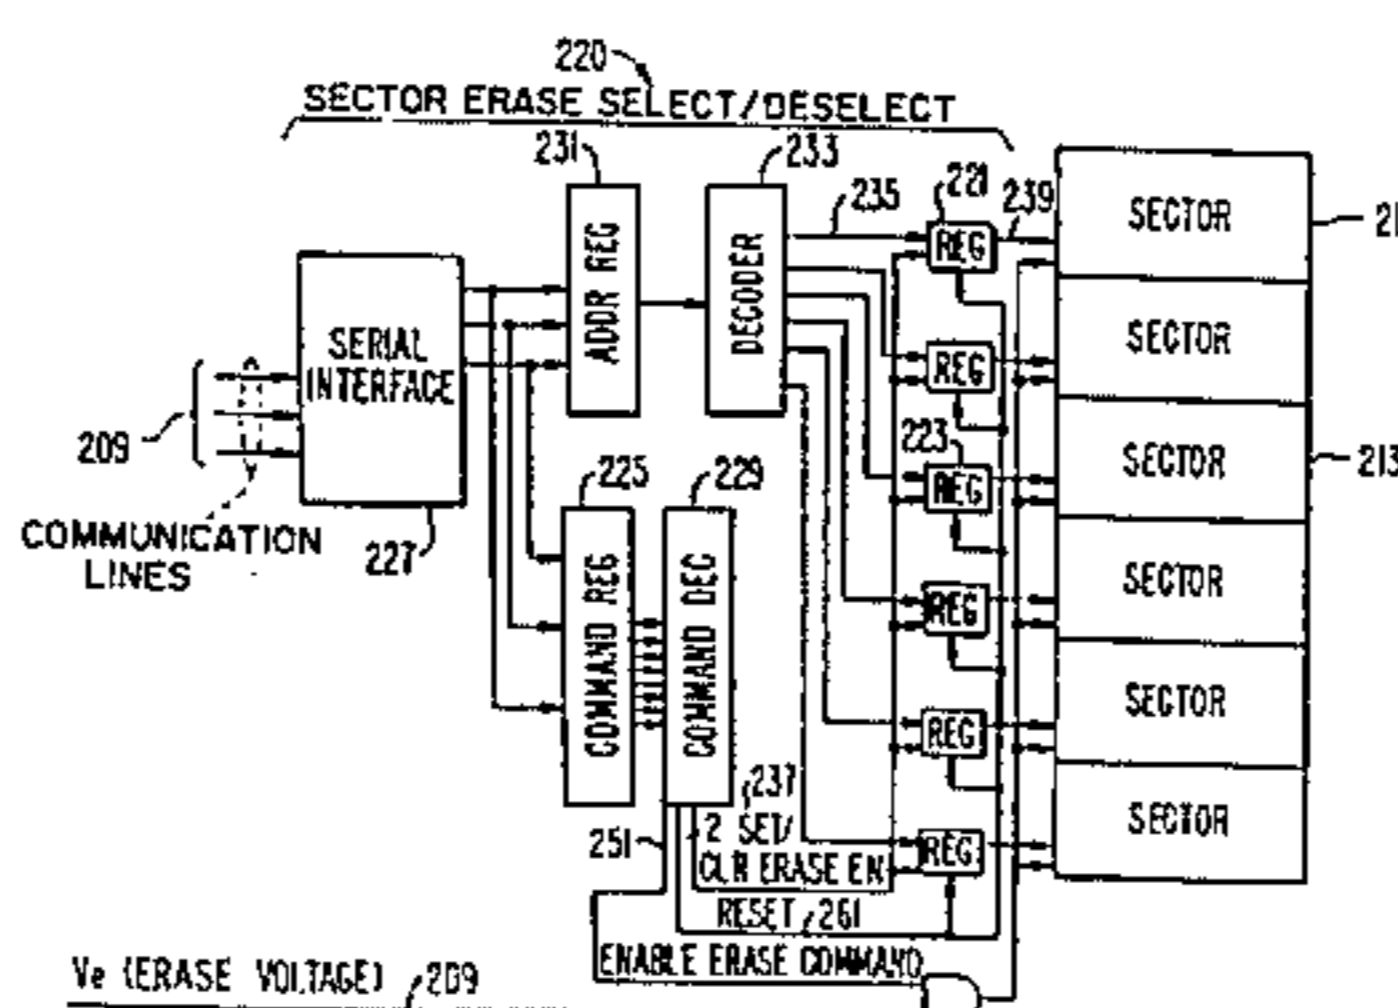 220
SECTOR ERASE SELECT/DESELECT
231
233
235
221
239
ADDR REG
DECODER
REG
SECTOR
SERIAL
INTERFACE
REG
SECTOR
209
COMMUNICATION
LINES
227
225
229
223
REG
SECTOR
213
COMMAND REG
COMMAND DEC
REG
SECTOR
REG
SECTOR
237
251
2 SET/
CLR ERASE EN
REG
SECTOR
RESET 261
ENABLE ERASE COMMAND
Ve (ERASE VOLTAGE) 209